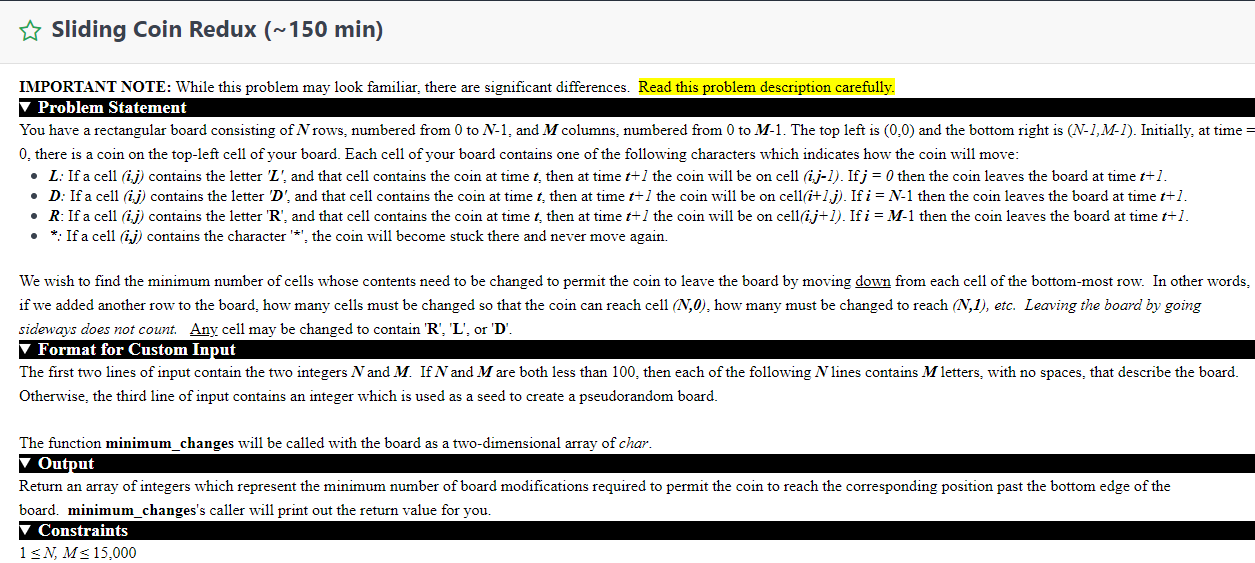 Sliding Coin Redux (~150 min)
IMPORTANT NOTE: While this problem may look familiar, there are significant differences. Read this problem description carefully.
▼ Problem Statement
You have a rectangular board consisting of N rows, numbered from 0 to N-1, and M columns, numbered from 0 to M-1. The top left is (0,0) and the bottom right is (N-1,M-1). Initially, at time =
0, there is a coin on the top-left cell of your board. Each cell of your board contains one of the following characters which indicates how the coin will move:
• L: If a cell (i,j) contains the letter 'L', and that cell contains the coin at time t, then at time t+1 the coin will be on cell (i,j-1). If j = 0 then the coin leaves the board at time t+1.
• D: If a cell (i,j) contains the letter 'D', and that cell contains the coin at time t, then at time t+1 the coin will be on cell(i+1,j). If i = N-1 then the coin leaves the board at time t+1.
• R: If a cell (i,j) contains the letter 'R', and that cell contains the coin at time t, then at time t+1 the coin will be on cell(i,j+1). If i = M-1 then the coin leaves the board at time t+1.
• *: If a cell (i,j) contains the character '*', the coin will become stuck there and never move again.
We wish to find the minimum number of cells whose contents need to be changed to permit the coin to leave the board by moving down from each cell of the bottom-most row. In other words,
if we added another row to the board, how many cells must be changed so that the coin can reach cell (N,0), how many must be changed to reach (N,1), etc. Leaving the board by going
sideways does not count. Any cell may be changed to contain 'R', 'L', or 'D'.
▼ Format for Custom Input
The first two lines of input contain the two integers N and M. If N and M are both less than 100, then each of the following N lines contains M letters, with no spaces, that describe the board.
Otherwise, the third line of input contains an integer which is used as a seed to create a pseudorandom board.
The function minimum_changes will be called with the board as a two-dimensional array of char.
▼ Output
Return an array of integers which represent the minimum number of board modifications required to permit the coin to reach the corresponding position past the bottom edge of the
board. minimum_changes's caller will print out the return value for you.
▼ Constraints
1 ≤ N, M ≤ 15,000